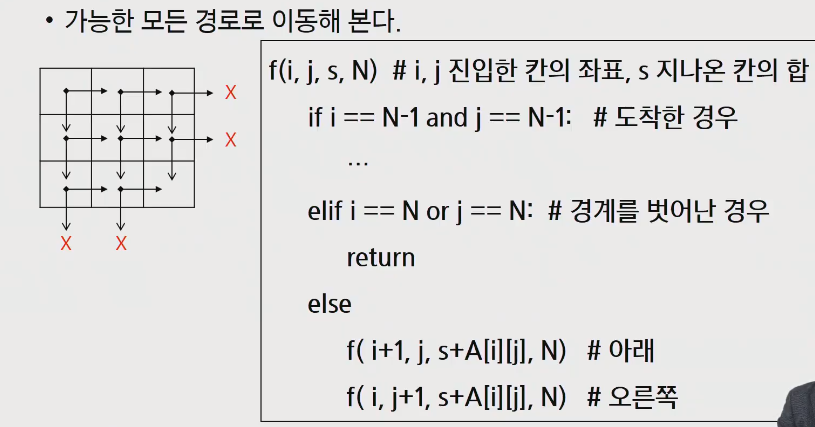 • 가능한 모든 경로로 이동해 본다.
X
X
X X
f(i, j, s, N) # i, j 진입한 칸의 좌표, s 지나온 칸의 합
if i == N-1 and j == N-1: # 도착한 경우
...
elif i == N or j == N: # 경계를 벗어난 경우
return
else
f( i+1, j, s+A[i][j], N) # 아래
f( i, j+1, s+A[i][j], N) # 오른쪽